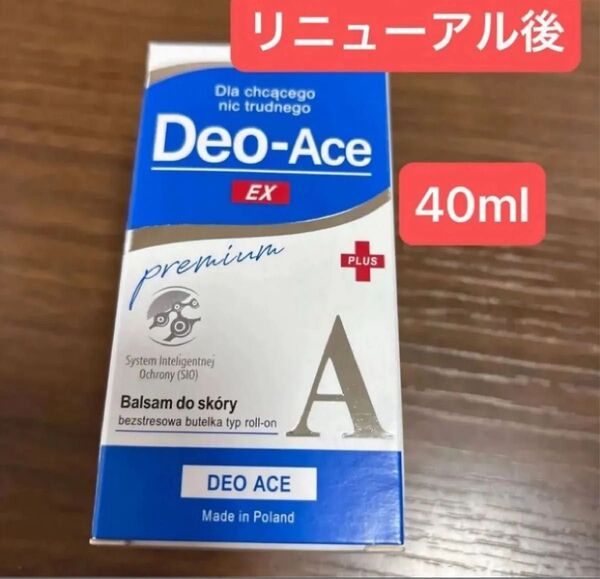 リニューアル後
Dla chcącego
nic trudnego
Deo-Ace
EX
40ml
premium
PLUS
System Inteligentnej
Ochrony (SIO)
A
Balsam do skóry
bezstresowa butelka typ roll-on
DEO ACE
Made in Poland